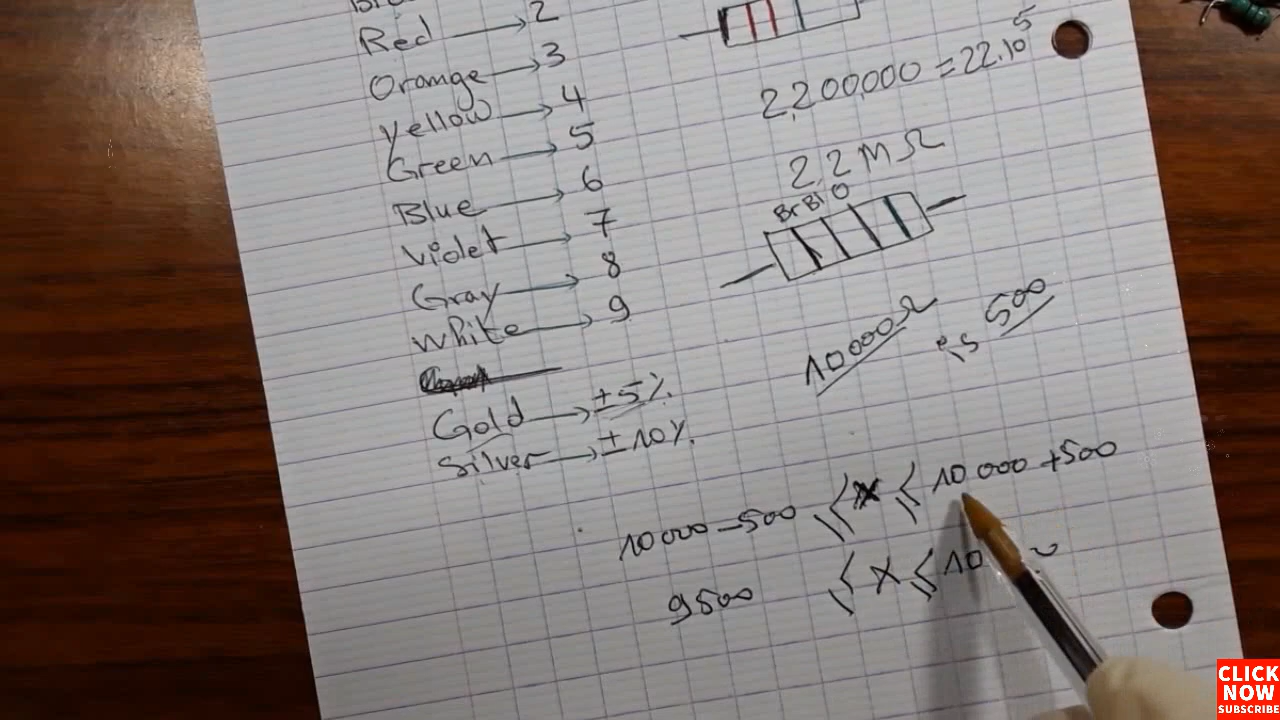 Red → 2
Orange → 3
Yellow → 4
Green → 5
Blue → 6
Violet → 7
Gray → 8
White → 9
Gold → ±5%
Silver → ±10%
2,200,000 = 22.10⁵
2,2 MΩ
Br Bl O
10000Ω
500
10000-500 ≤ X ≤ 10000+500
9500 ≤ X ≤ 10
CLICK
NOW
SUBSCRIBE